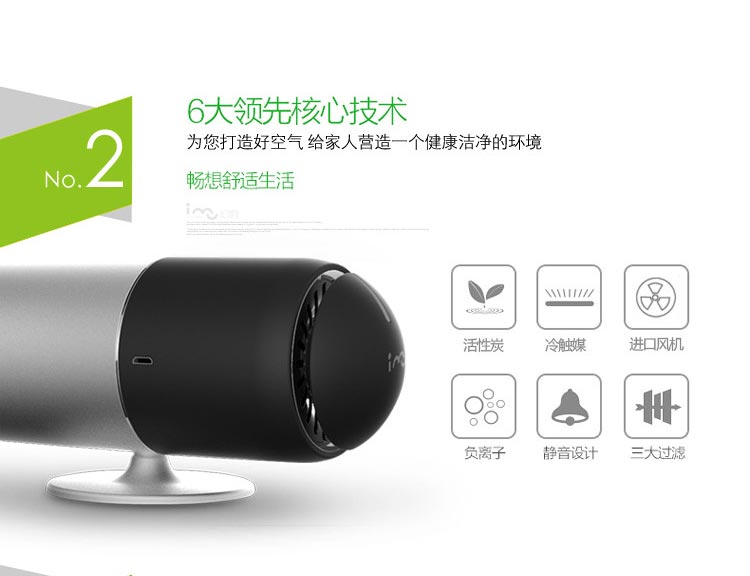 No.2
6大领先核心技术
为您打造好空气 给家人营造一个健康洁净的环境
畅想舒适生活
活性炭
冷触媒
进口风机
负离子
静音设计
三大过滤